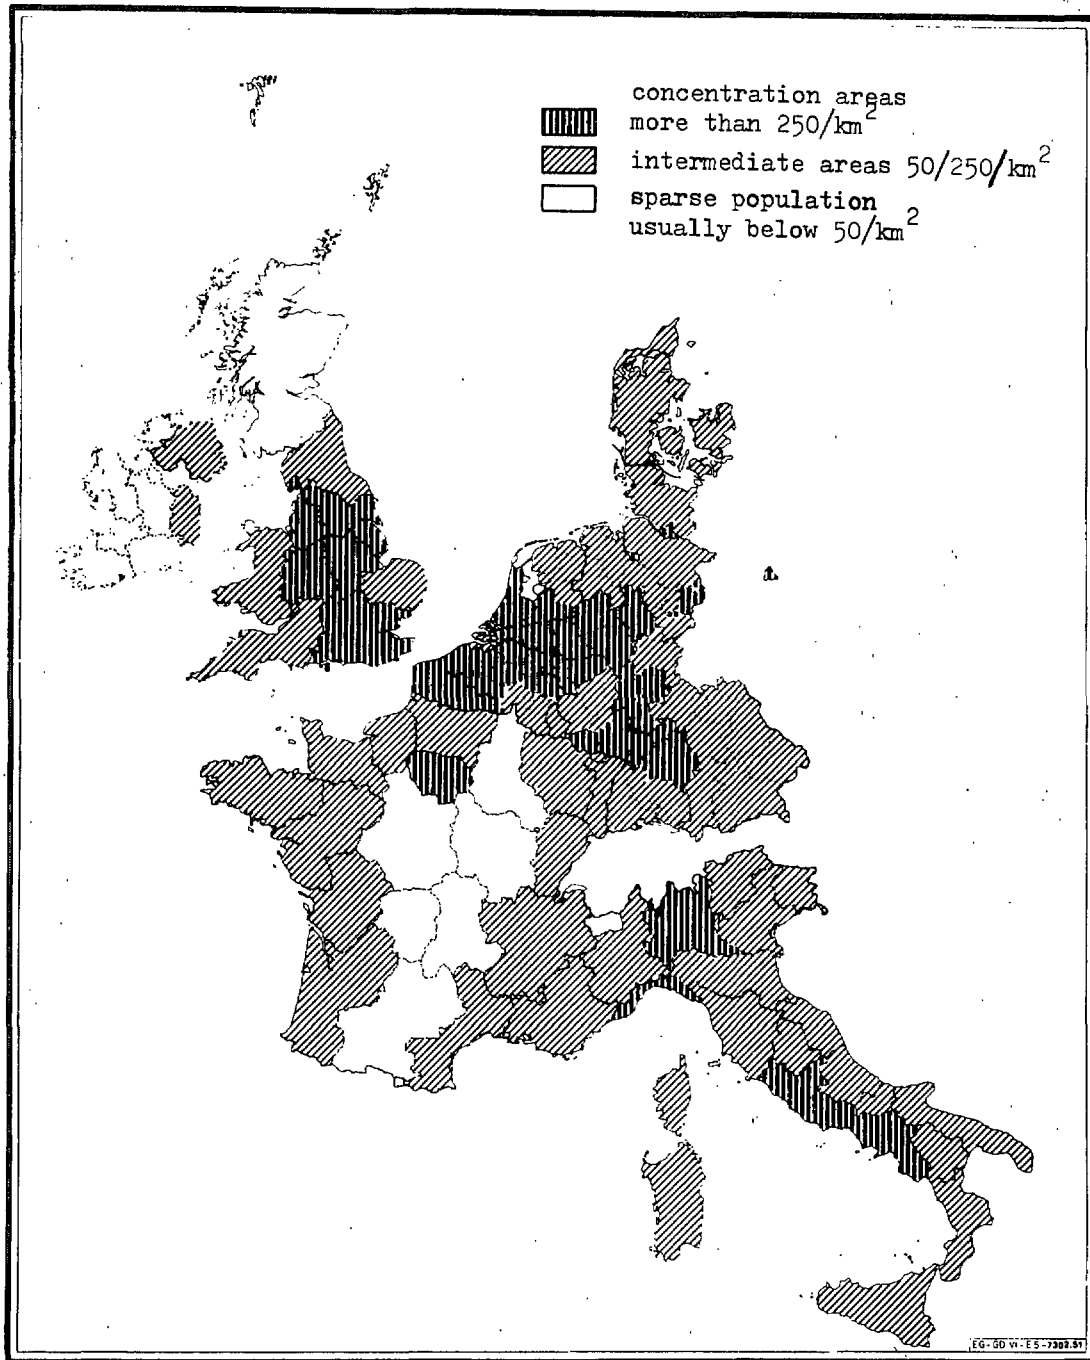 concentration areas
more than 250/km²
intermediate areas 50/250/km²
sparse population
usually below 50/km²
EG-GD VI-E5-7302.51